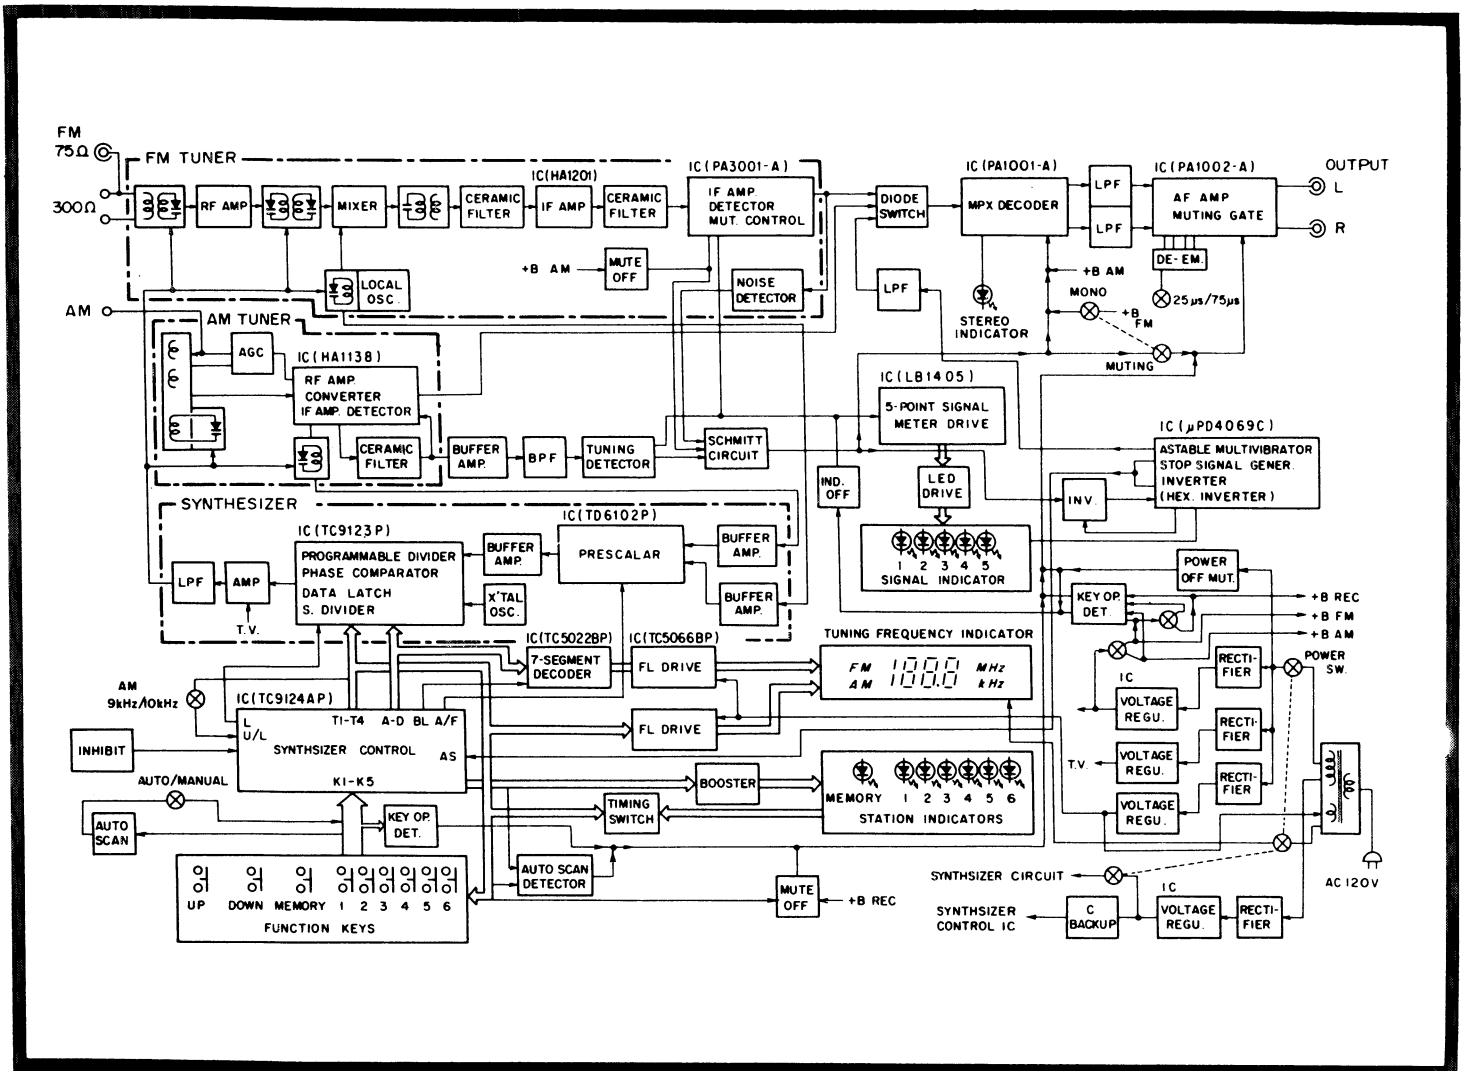 FM
75Ω
300Ω
FM TUNER
RF AMP
MIXER
CERAMIC
FILTER
IC(HA1201)
IF AMP
CERAMIC
FILTER
IC(PA3001-A)
IF AMP.
DETECTOR
MUT. CONTROL
DIODE
SWITCH
IC(PA1001-A)
MPX DECODER
LPF
LPF
IC(PA1002-A)
AF AMP
MUTING GATE
OUTPUT
L
R
DE-EM.
25μs/75μs
+B AM
MUTE
OFF
LOCAL
OSC.
NOISE
DETECTOR
LPF
STEREO
INDICATOR
+B AM
MONO
+B
FM
MUTING
AM
AM TUNER
AGC
IC(HA1138)
RF AMP.
CONVERTER
IF AMP. DETECTOR
CERAMIC
FILTER
BUFFER
AMP.
BPF
TUNING
DETECTOR
SCHMITT
CIRCUIT
IC(LB1405)
5-POINT SIGNAL
METER DRIVE
IND.
OFF
LED
DRIVE
INV.
IC(μPD4069C)
ASTABLE MULTIVIBRATOR
STOP SIGNAL GENER.
INVERTER
(HEX. INVERTER)
1 2 3 4 5
SIGNAL INDICATOR
SYNTHESIZER
IC(TC9123P)
PROGRAMMABLE DIVIDER
PHASE COMPARATOR
DATA LATCH
S. DIVIDER
LPF
AMP
T.V.
BUFFER
AMP.
X'TAL
OSC.
IC(TD6102P)
PRESCALAR
BUFFER
AMP.
BUFFER
AMP.
POWER
OFF MUT.
KEY OP.
DET.
+B REC
+B FM
+B AM
POWER
SW.
IC(TC5022BP)
7-SEGMENT
DECODER
IC(TC5066BP)
FL DRIVE
FL DRIVE
TUNING FREQUENCY INDICATOR
FM 188.8 MHz
AM 188.8 kHz
AM
9kHz/10kHz
IC(TC9124AP)
L
U/L
T1-T4 A-D BL A/F
SYNTHSIZER CONTROL
AS
K1-K5
INHIBIT
AUTO/MANUAL
AUTO
SCAN
KEY OP.
DET.
BOOSTER
TIMING
SWITCH
MEMORY 1 2 3 4 5 6
STATION INDICATORS
AUTO SCAN
DETECTOR
MUTE
OFF
+B REC
UP DOWN MEMORY 1 2 3 4 5 6
FUNCTION KEYS
IC
VOLTAGE
REGU.
RECTI-
FIER
T.V.
VOLTAGE
REGU.
RECTI-
FIER
VOLTAGE
REGU.
RECTI-
FIER
AC 120V
SYNTHSIZER CIRCUIT
SYNTHSIZER
CONTROL IC
C
BACKUP
IC
VOLTAGE
REGU.
RECTI-
FIER